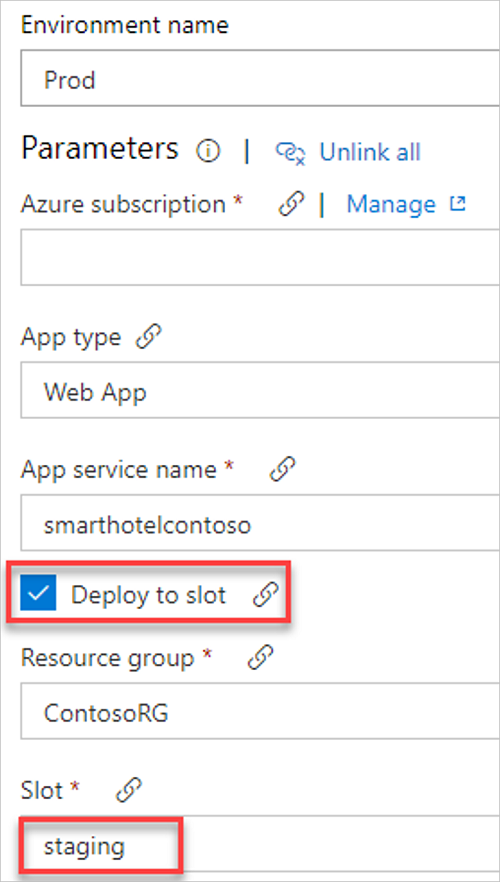 Environment name
Prod
Parameters | Unlink all
Azure subscription * | Manage
App type
Web App
App service name *
smarthotelcontoso
Deploy to slot
Resource group *
ContosoRG
Slot *
staging